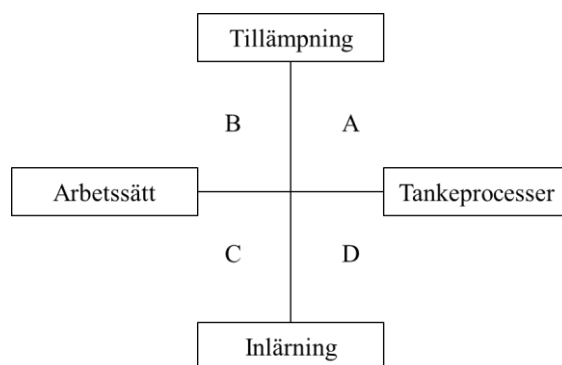 Tillämpning
B A
Arbetssätt Tankeprocesser
C D
Inlärning